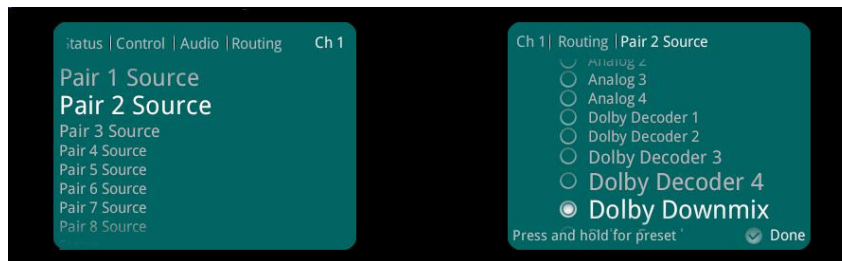 Status | Control | Audio | Routing Ch 1
Pair 1 Source
Pair 2 Source
Pair 3 Source
Pair 4 Source
Pair 5 Source
Pair 6 Source
Pair 7 Source
Pair 8 Source
Ch 1 | Routing | Pair 2 Source
Analog 2
Analog 3
Analog 4
Dolby Decoder 1
Dolby Decoder 2
Dolby Decoder 3
Dolby Decoder 4
Dolby Downmix
Press and hold for preset Done